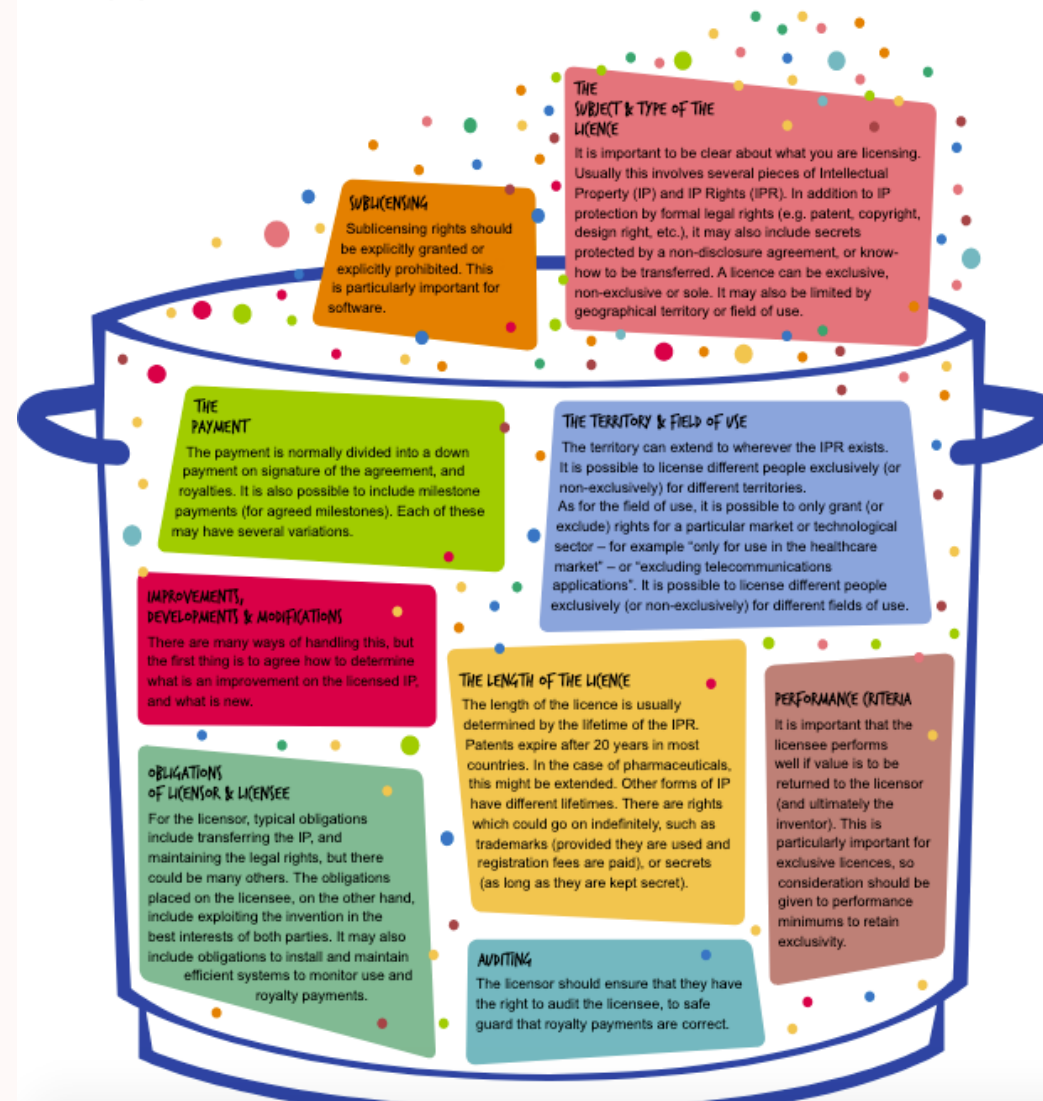 THE
SUBJECT & TYPE OF THE
LICENCE
It is important to be clear about what you are licensing.
Usually this involves several pieces of Intellectual
Property (IP) and IP Rights (IPR). In addition to IP
protection by formal legal rights (e.g. patent, copyright,
design right, etc.), it may also include secrets
protected by a non-disclosure agreement, or know-
how to be transferred. A licence can be exclusive,
non-exclusive or sole. It may also be limited by
geographical territory or field of use.
SUBLICENSING
Sublicensing rights should
be explicitly granted or
explicitly prohibited. This
is particularly important for
software.
THE
PAYMENT
The payment is normally divided into a down
payment on signature of the agreement, and
royalties. It is also possible to include milestone
payments (for agreed milestones). Each of these
may have several variations.
THE TERRITORY & FIELD OF USE
The territory can extend to wherever the IPR exists.
It is possible to license different people exclusively (or
non-exclusively) for different territories.
As for the field of use, it is possible to only grant (or
exclude) rights for a particular market or technological
sector – for example “only for use in the healthcare
market” – or “excluding telecommunications
applications”. It is possible to license different people
exclusively (or non-exclusively) for different fields of use.
IMPROVEMENTS,
DEVELOPMENTS & MODIFICATIONS
There are many ways of handling this, but
the first thing is to agree how to determine
what is an improvement on the licensed IP,
and what is new.
THE LENGTH OF THE LICENCE
The length of the licence is usually
determined by the lifetime of the IPR.
Patents expire after 20 years in most
countries. In the case of pharmaceuticals,
this might be extended. Other forms of IP
have different lifetimes. There are rights
which could go on indefinitely, such as
trademarks (provided they are used and
registration fees are paid), or secrets
(as long as they are kept secret).
PERFORMANCE CRITERIA
It is important that the
licensee performs
well if value is to be
returned to the licensor
(and ultimately the
inventor). This is
particularly important for
exclusive licences, so
consideration should be
given to performance
minimums to retain
exclusivity.
OBLIGATIONS
OF LICENSOR & LICENSEE
For the licensor, typical obligations
include transferring the IP, and
maintaining the legal rights, but there
could be many others. The obligations
placed on the licensee, on the other hand,
include exploiting the invention in the
best interests of both parties. It may also
include obligations to install and maintain
efficient systems to monitor use and
royalty payments.
AUDITING
The licensor should ensure that they have
the right to audit the licensee, to safe
guard that royalty payments are correct.